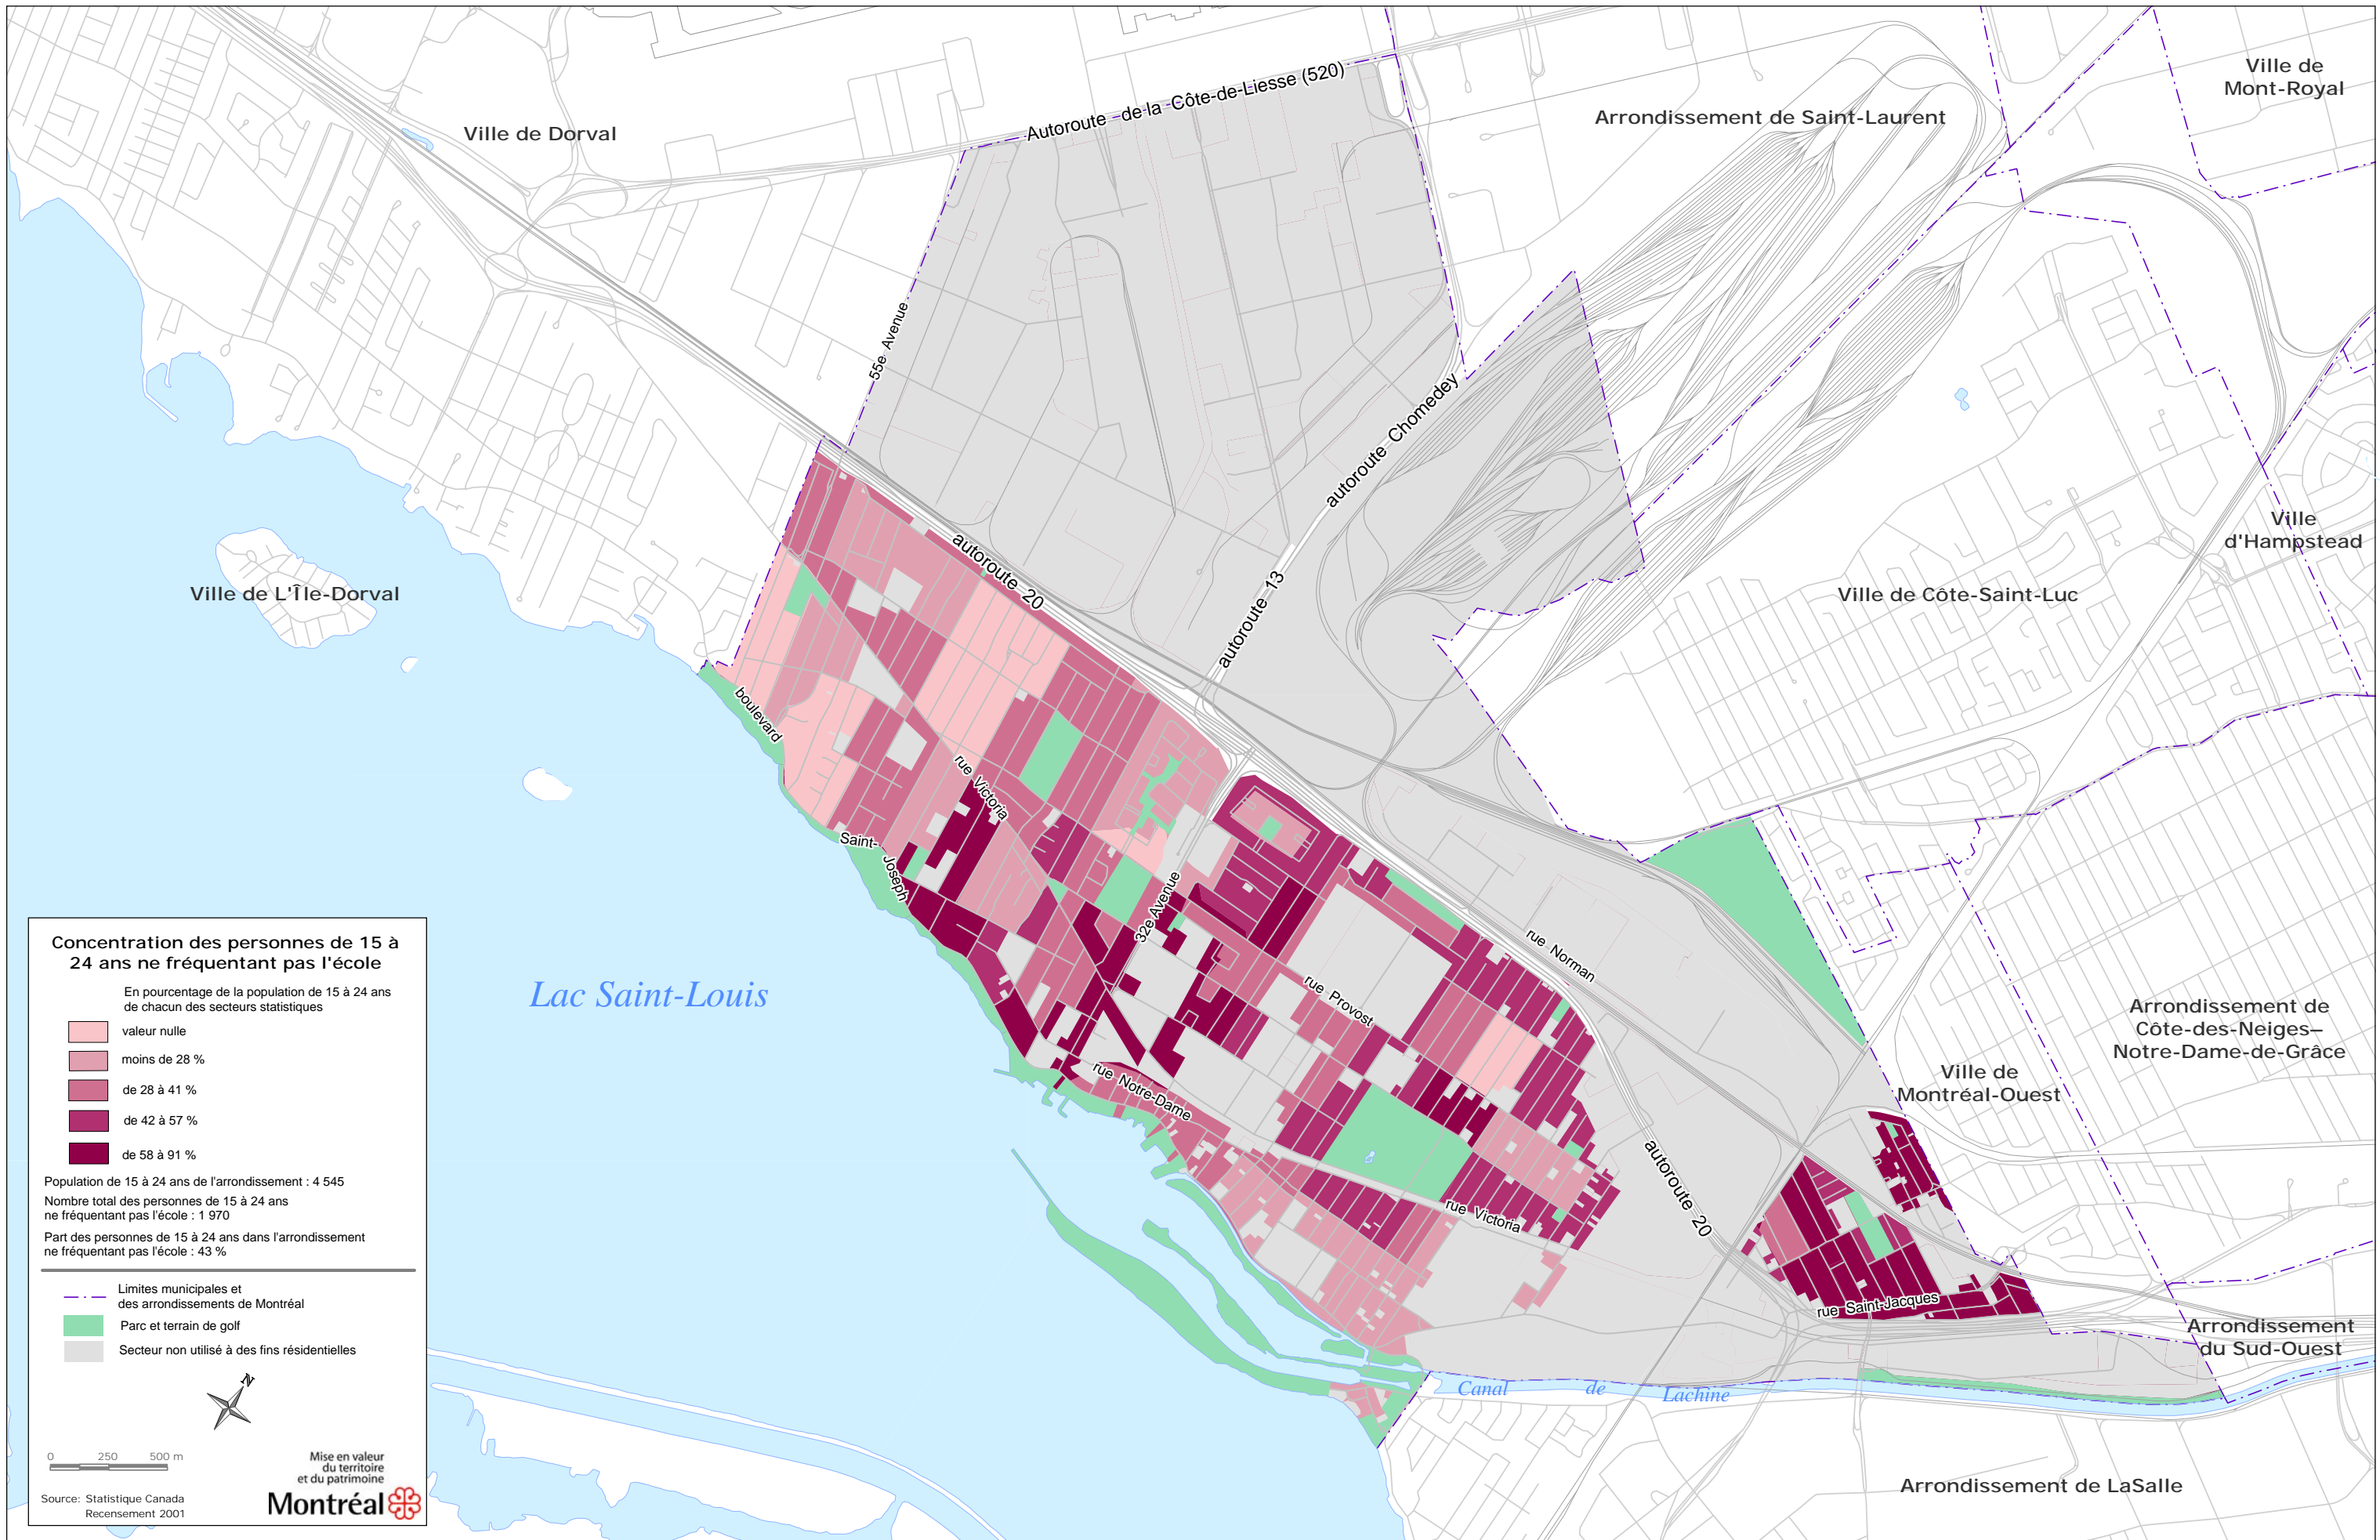 Ville de
Mont-Royal
Autoroute de la Côte-de-Liesse (520)
Arrondissement de Saint-Laurent
Ville de Dorval
55e Avenue
autoroute Chomedey
Ville
d'Hampstead
autoroute 20
autoroute 13
Ville de L'Île-Dorval
Ville de Côte-Saint-Luc
boulevard
Saint-
Joseph
rue Victoria
32e Avenue
rue Norman
rue Provost
Lac Saint-Louis
Arrondissement de
Côte-des-Neiges–
Notre-Dame-de-Grâce
Ville de
Montréal-Ouest
rue Notre-Dame
autoroute 20
rue Victoria
rue Saint-Jacques
Arrondissement
du Sud-Ouest
Canal de Lachine
Arrondissement de LaSalle
Concentration des personnes de 15 à
24 ans ne fréquentant pas l'école
En pourcentage de la population de 15 à 24 ans
de chacun des secteurs statistiques
valeur nulle
moins de 28 %
de 28 à 41 %
de 42 à 57 %
de 58 à 91 %
Population de 15 à 24 ans de l'arrondissement : 4 545
Nombre total des personnes de 15 à 24 ans
ne fréquentant pas l'école : 1 970
Part des personnes de 15 à 24 ans dans l'arrondissement
ne fréquentant pas l'école : 43 %
Limites municipales et
des arrondissements de Montréal
Parc et terrain de golf
Secteur non utilisé à des fins résidentielles
N
0 250 500 m
Mise en valeur
du territoire
et du patrimoine
Montréal
Source: Statistique Canada
Recensement 2001